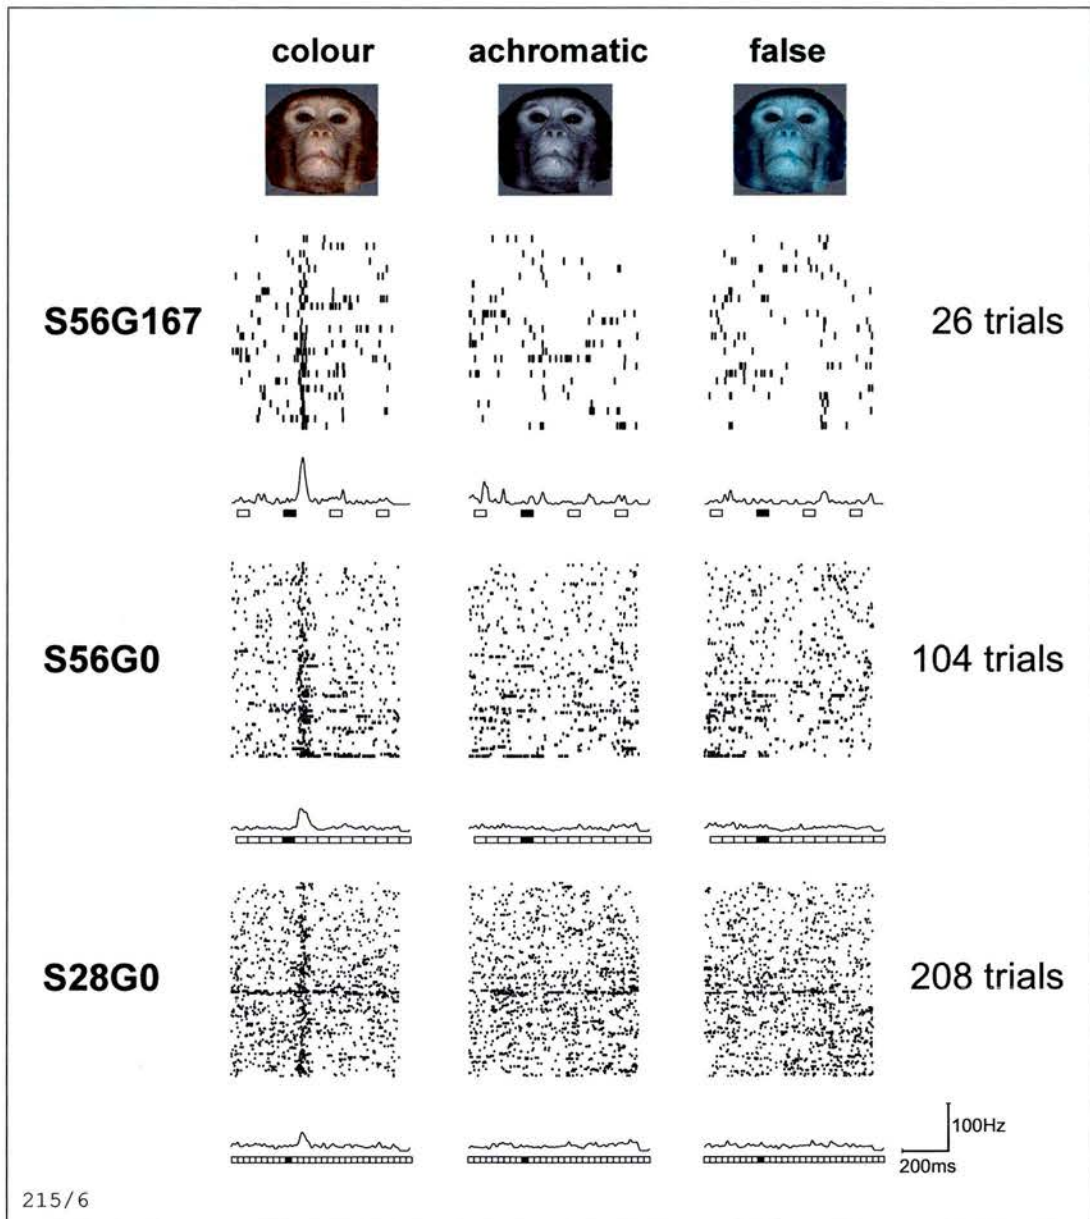 colour achromatic false
S56G167 26 trials
S56G0 104 trials
S28G0 208 trials
100Hz
200ms
215/6